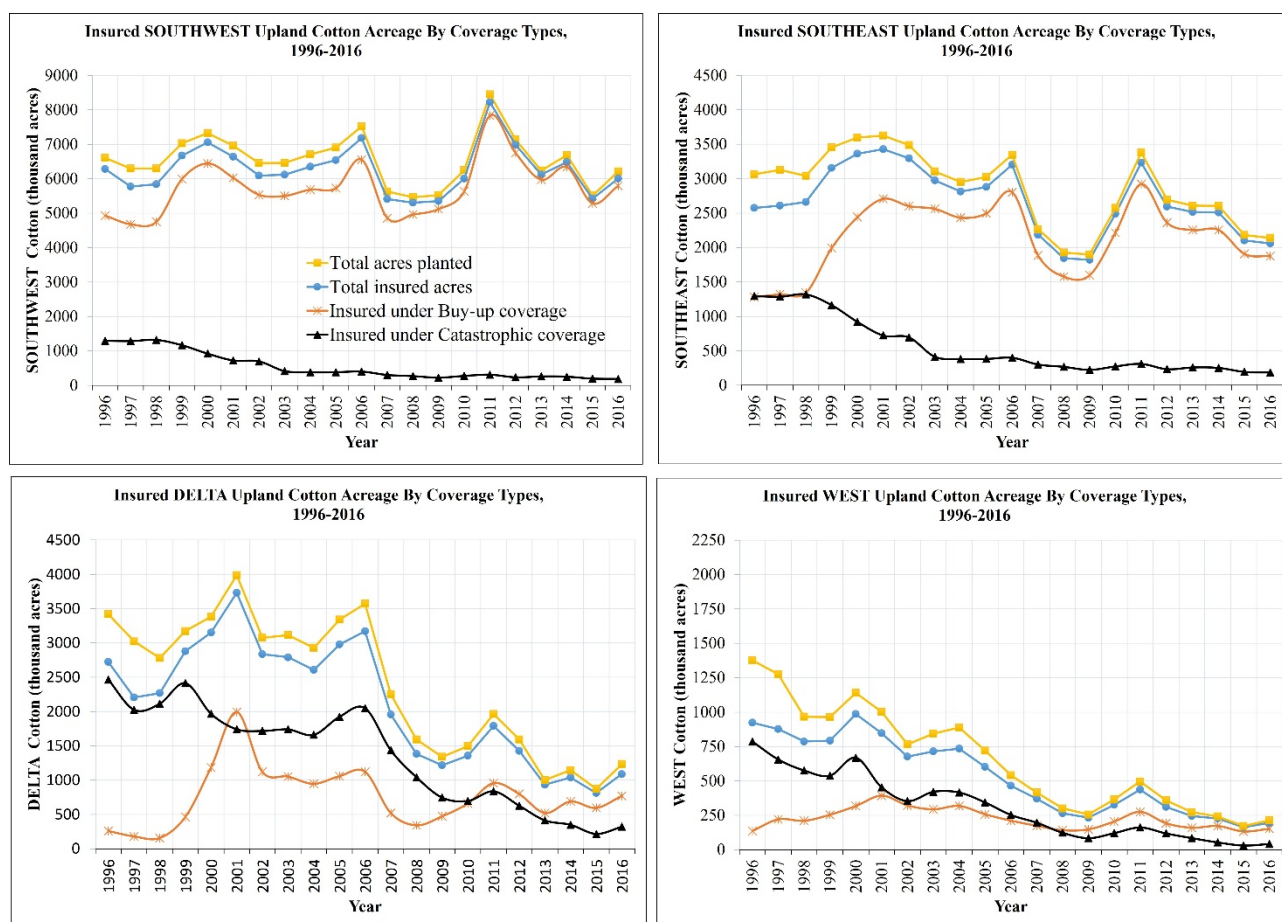 Insured SOUTHWEST Upland Cotton Acreage By Coverage Types,
1996-2016
SOUTHWEST Cotton (thousand acres)
9000
8000
7000
6000
5000
4000
3000
2000
1000
0
Total acres planted
Total insured acres
Insured under Buy-up coverage
Insured under Catastrophic coverage
1996 1997 1998 1999 2000 2001 2002 2003 2004 2005 2006 2007 2008 2009 2010 2011 2012 2013 2014 2015 2016
Year
Insured SOUTHEAST Upland Cotton Acreage By Coverage Types,
1996-2016
SOUTHEAST Cotton (thousand acres)
4500
4000
3500
3000
2500
2000
1500
1000
500
0
1996 1997 1998 1999 2000 2001 2002 2003 2004 2005 2006 2007 2008 2009 2010 2011 2012 2013 2014 2015 2016
Year
Insured DELTA Upland Cotton Acreage By Coverage Types,
1996-2016
DELTA Cotton (thousand acres)
4500
4000
3500
3000
2500
2000
1500
1000
500
0
1996 1997 1998 1999 2000 2001 2002 2003 2004 2005 2006 2007 2008 2009 2010 2011 2012 2013 2014 2015 2016
Year
Insured WEST Upland Cotton Acreage By Coverage Types,
1996-2016
WEST Cotton (thousand acres)
2250
2000
1750
1500
1250
1000
750
500
250
0
1996 1997 1998 1999 2000 2001 2002 2003 2004 2005 2006 2007 2008 2009 2010 2011 2012 2013 2014 2015 2016
Year